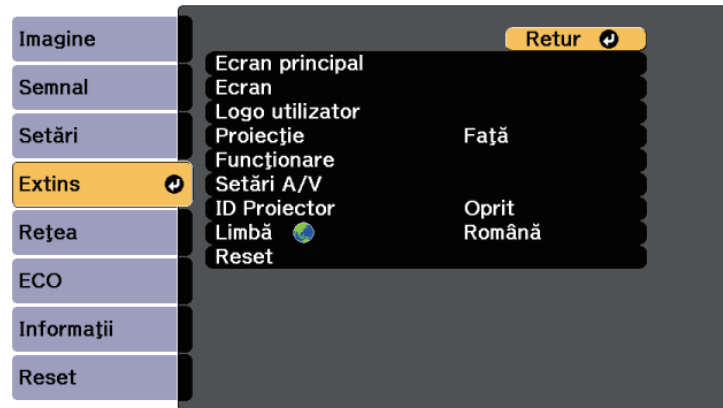 Imagine
Semnal
Setări
Extins
Reţea
ECO
Informaţii
Reset
Retur
Ecran principal
Ecran
Logo utilizator
Proiecţie Faţă
Funcţionare
Setări A/V
ID Proiector Oprit
Limbă Română
Reset